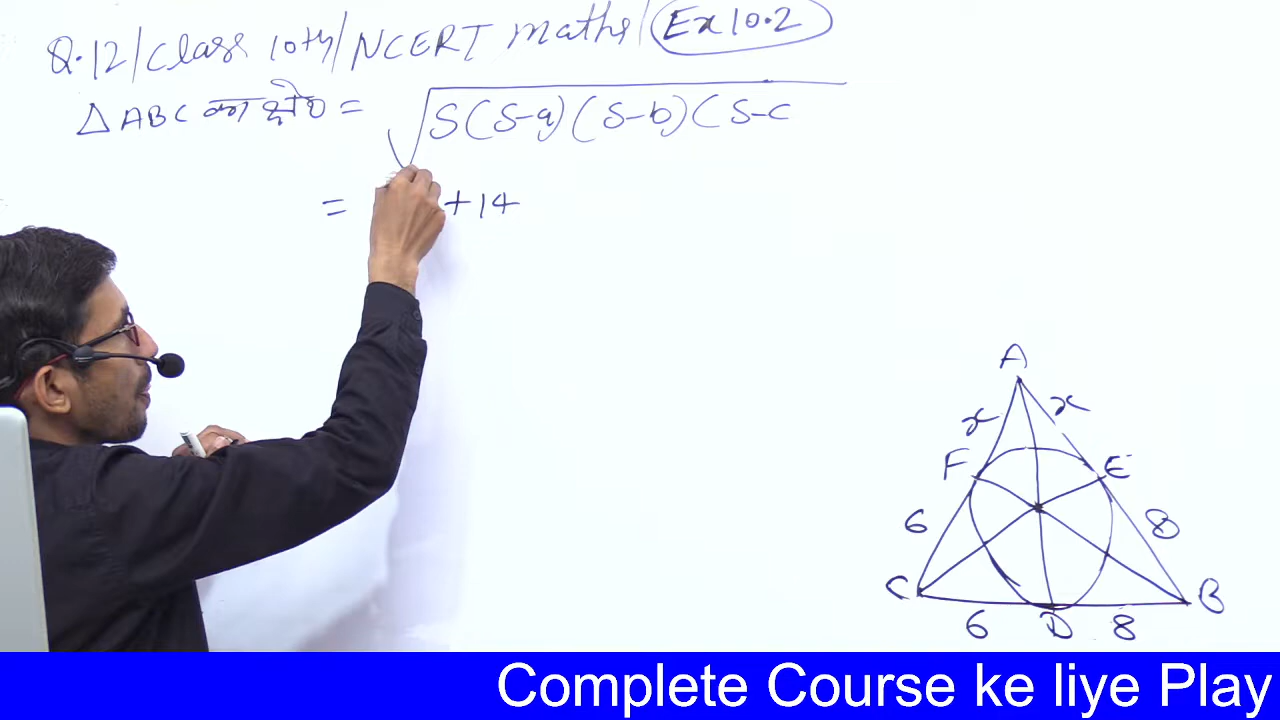 Q.12/Class 10th/NCERT Maths/Ex 10.2
△ABC का क्षे० = √S(S-a)(S-b)(S-c
= +14
A
x x
F E
6 8
C B
6 D 8
Complete Course ke liye Play